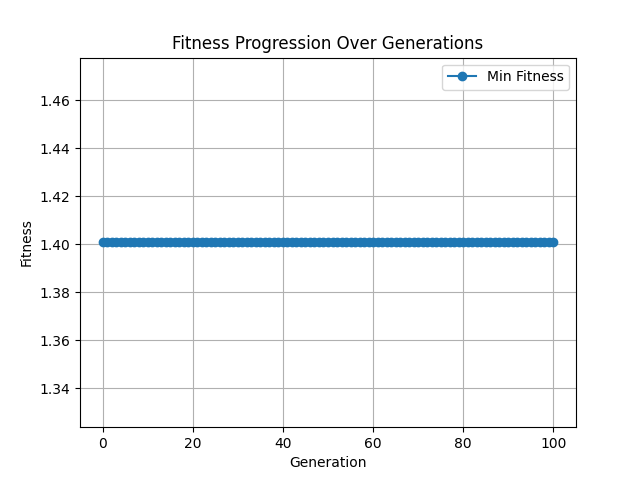 Fitness Progression Over Generations
Min Fitness
1.46
1.44
1.42
1.40
1.38
1.36
1.34
Fitness
0 20 40 60 80 100
Generation